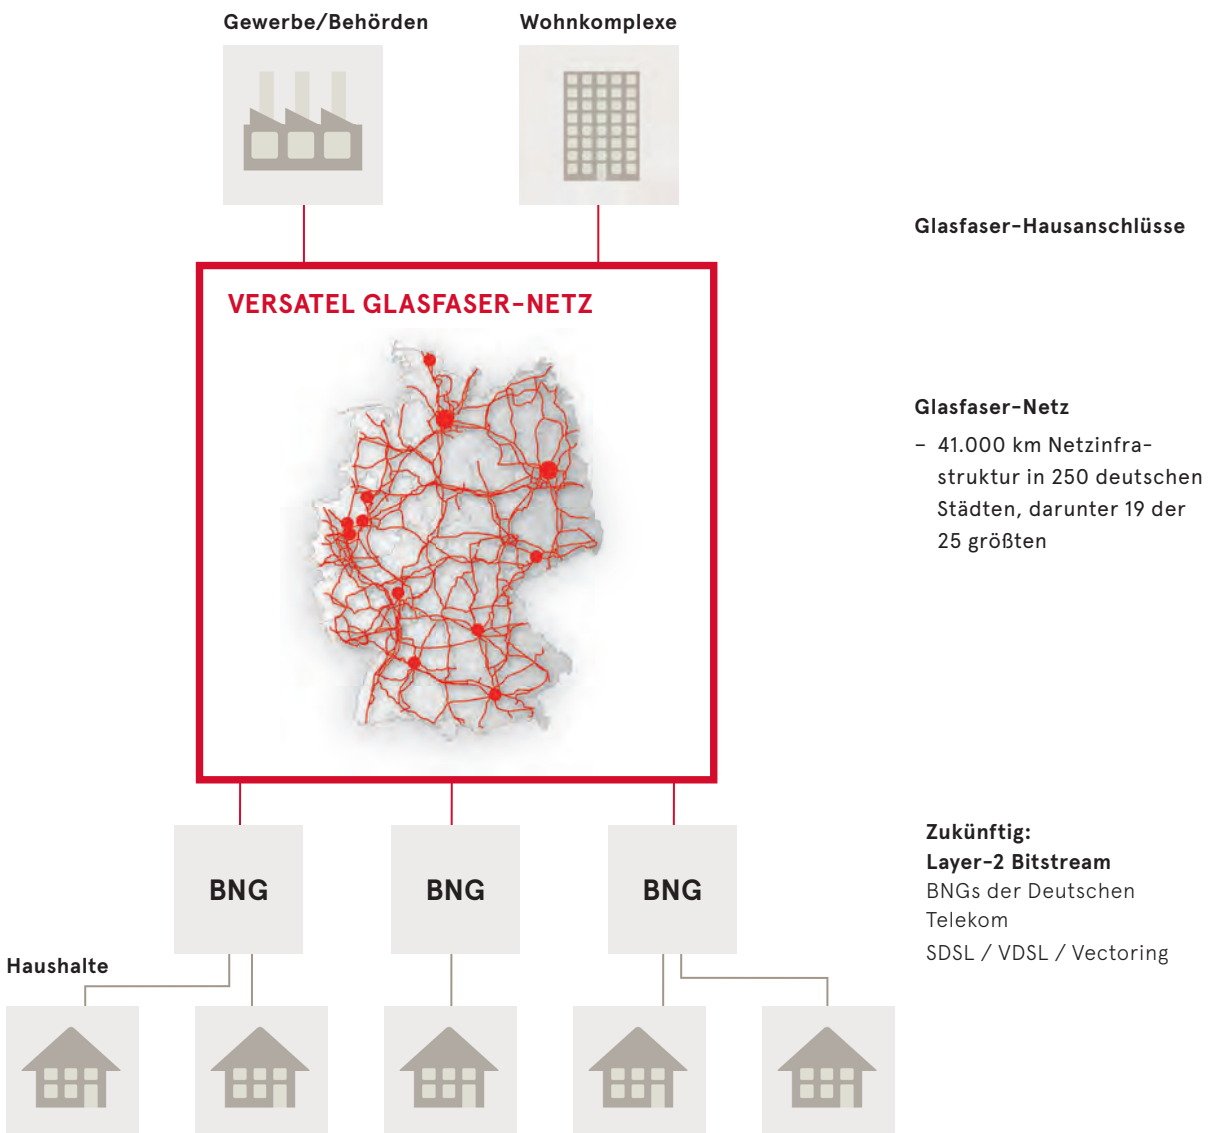 Gewerbe/Behörden
Wohnkomplexe
Glasfaser-Hausanschlüsse
VERSATEL GLASFASER-NETZ
Glasfaser-Netz
– 41.000 km Netzinfra-
struktur in 250 deutschen
Städten, darunter 19 der
25 größten
BNG
BNG
BNG
Zukünftig:
Layer-2 Bitstream
BNGs der Deutschen
Telekom
SDSL / VDSL / Vectoring
Haushalte